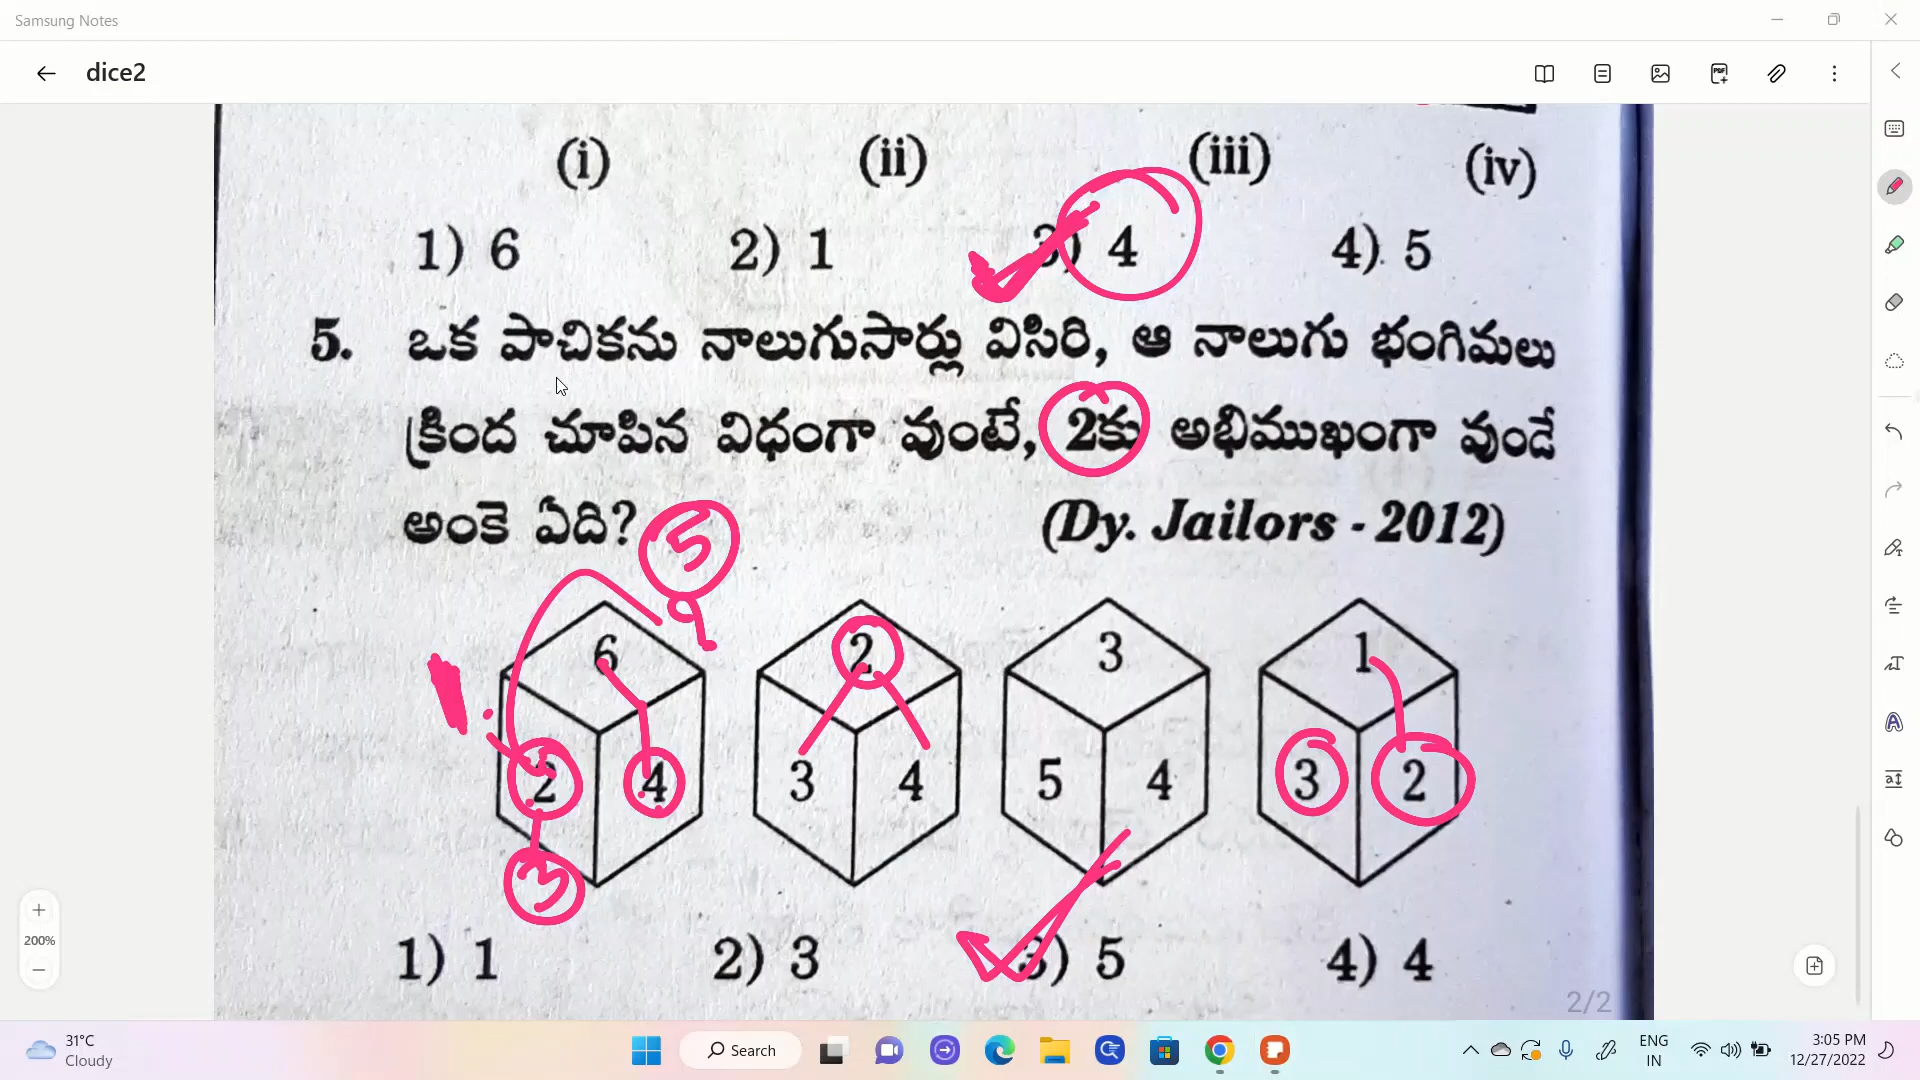 Samsung Notes
dice2
(i) (ii) (iii) (iv)
1) 6 2) 1 3) 4 4) 5
5. ఒక పాచికను నాలుగుసార్లు విసిరి, ఆ నాలుగు భంగిమలు
క్రింద చూపిన విధంగా వుంటే, 2కు అభిముఖంగా వుండే
అంకె ఏది? (Dy. Jailors - 2012)
5
6 2 3 1
2 4 3 4 5 4 3 2
3
1) 1 2) 3 3) 5 4) 4
200%
2/2
31°C
Cloudy
Search
ENG
IN
3:05 PM
12/27/2022